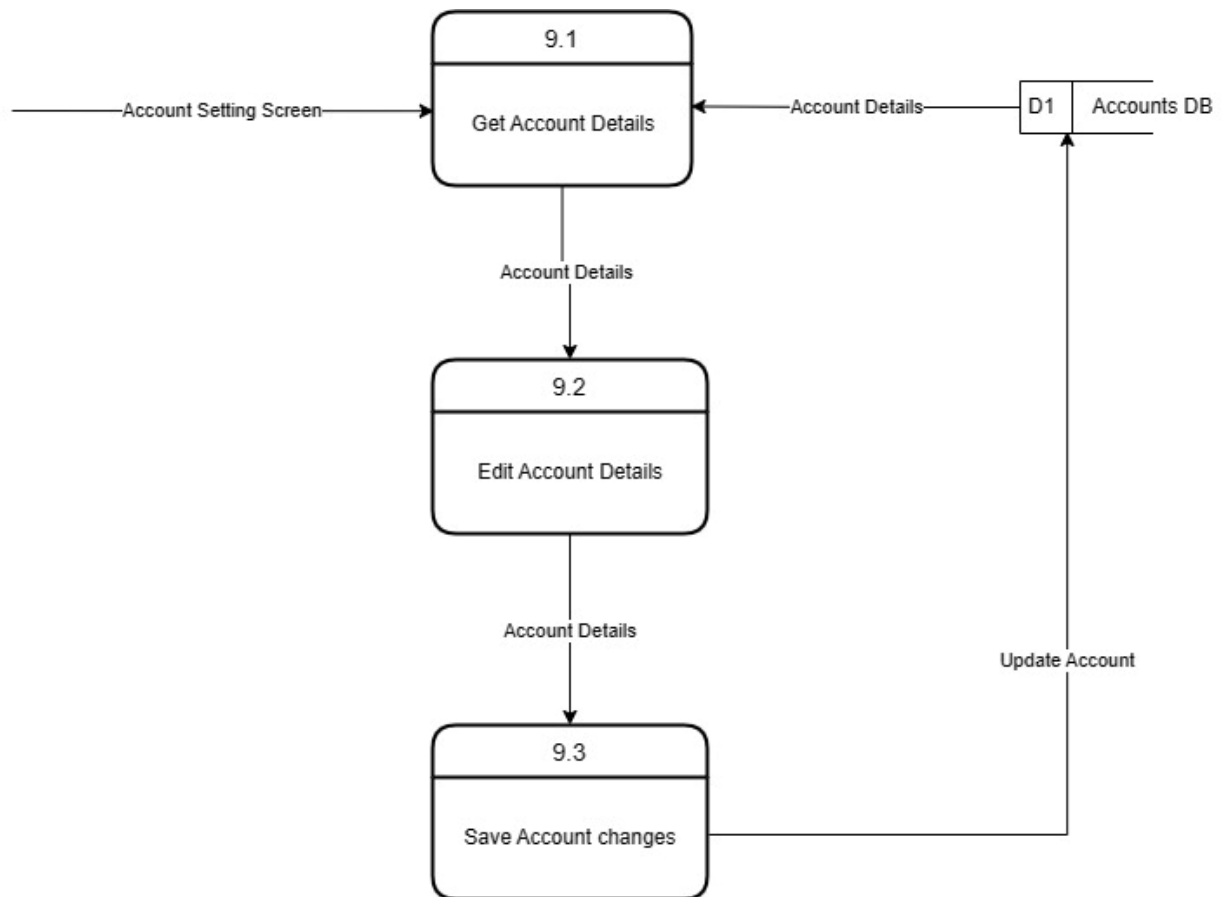 9.1
Account Setting Screen
Get Account Details
Account Details
D1
Accounts DB
Account Details
9.2
Edit Account Details
Account Details
Update Account
9.3
Save Account changes